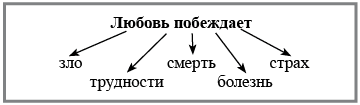 Любовь побеждает
зло смерть страх
трудности болезнь